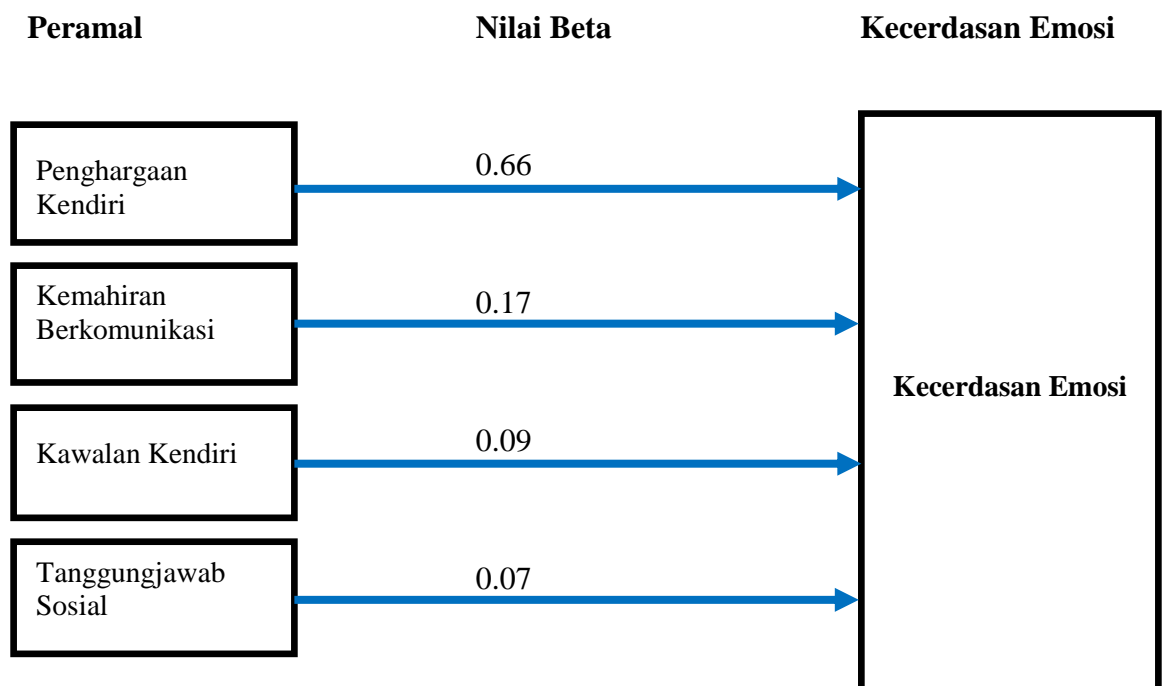 Peramal Nilai Beta Kecerdasan Emosi
Penghargaan
Kendiri
0.66
Kemahiran
Berkomunikasi
0.17
Kawalan Kendiri
0.09
Tanggungjawab
Sosial
0.07
Kecerdasan Emosi